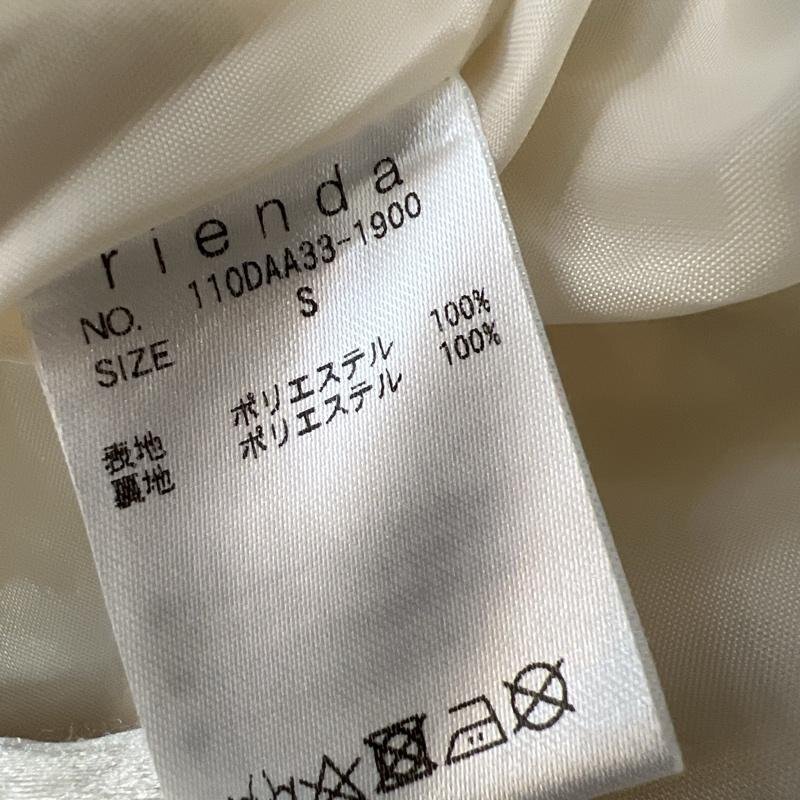 rienda
NO. 110DAA33-1900
SIZE S
表地 ポリエステル 100%
裏地 ポリエステル 100%